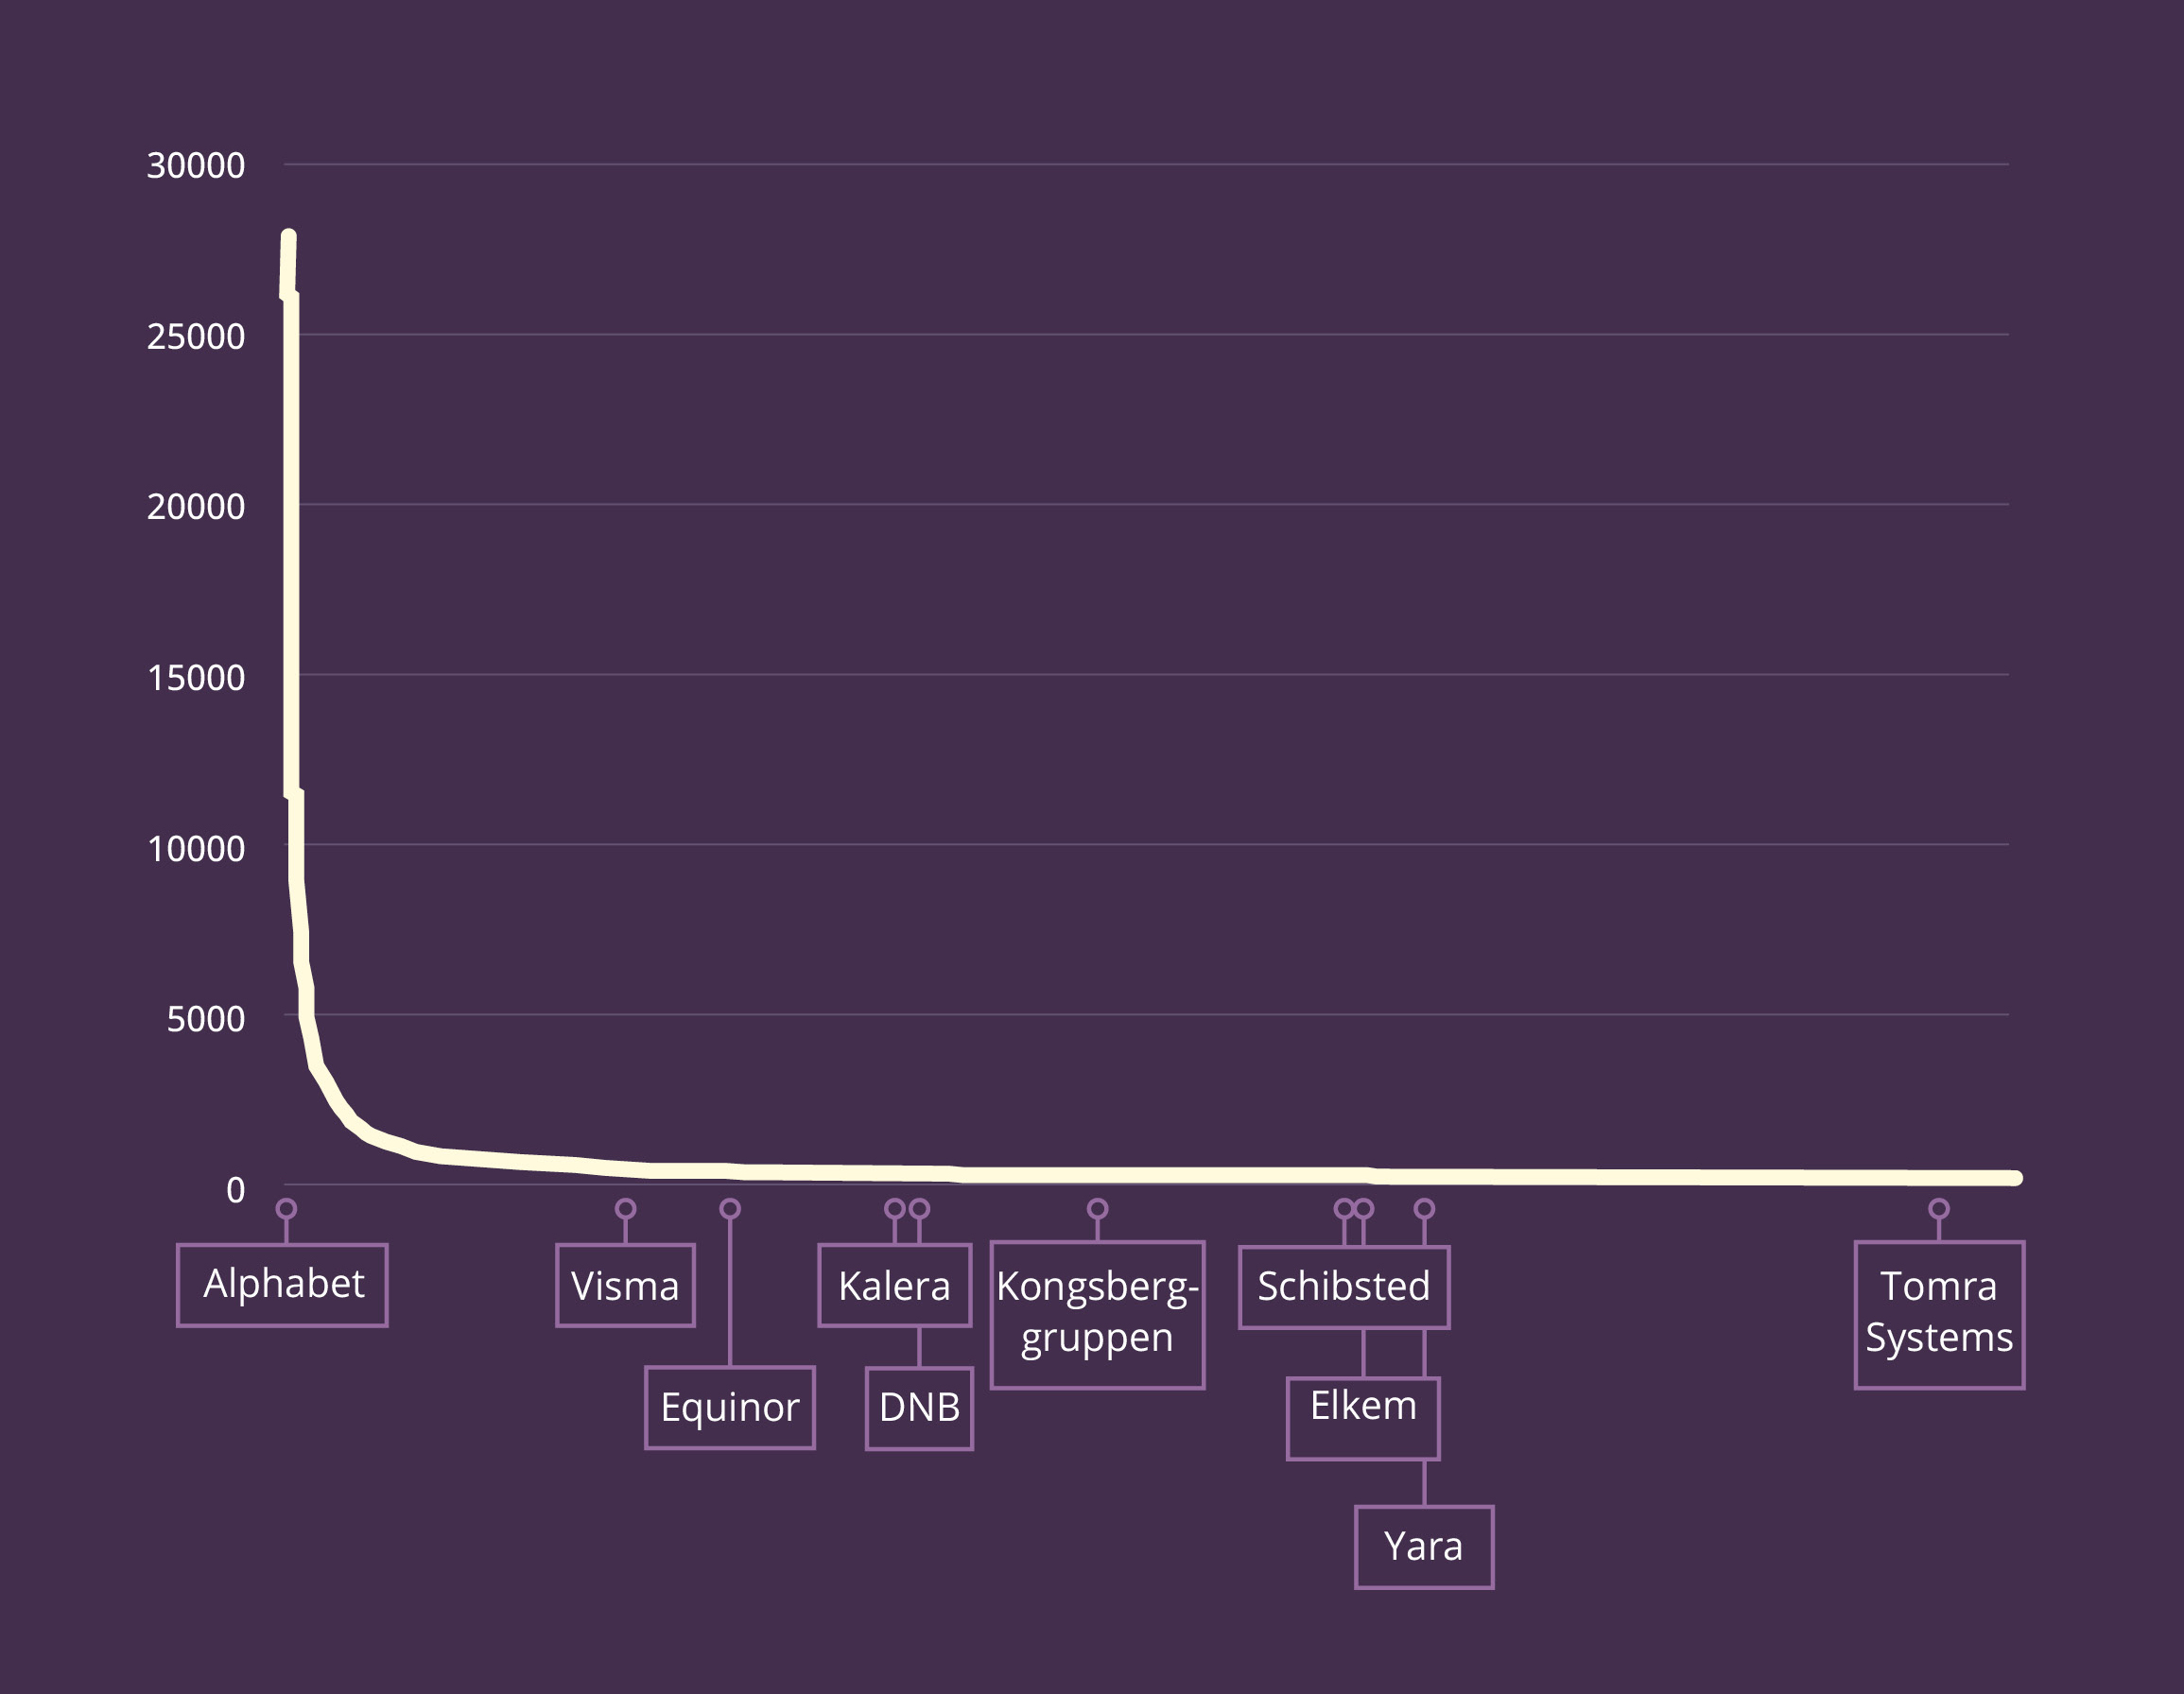 30000
25000
20000
15000
10000
5000
0
Alphabet
Visma
Equinor
Kalera
DNB
Kongsberg-
gruppen
Schibsted
Elkem
Yara
Tomra
Systems